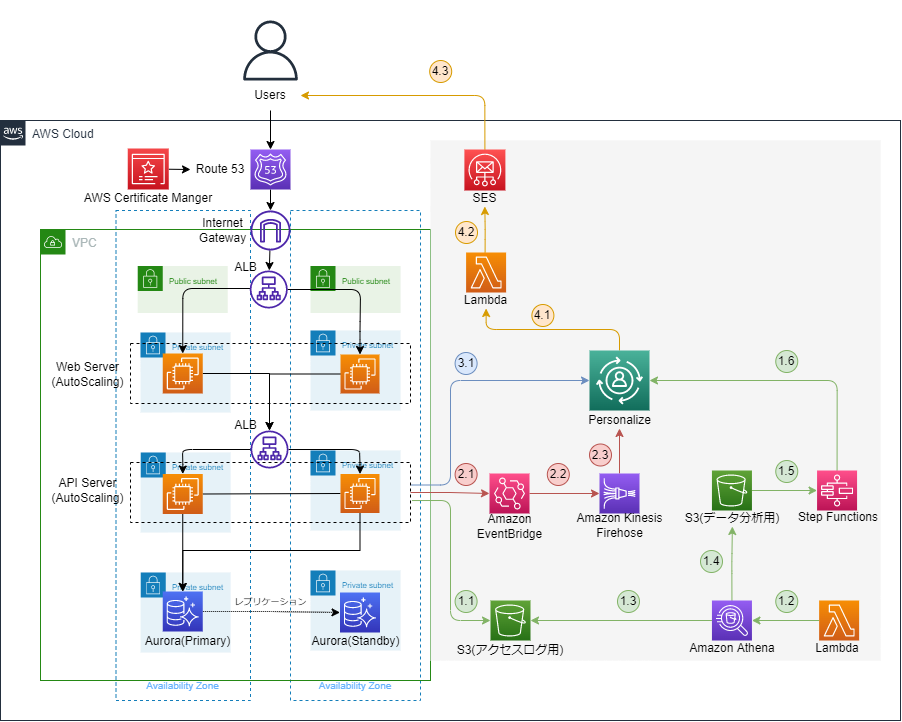 4.3
Users
aws
AWS Cloud
Route 53
53
AWS Certificate Manger
SES
Internet
Gateway
4.2
VPC
ALB
Public subnet
Public subnet
Lambda
4.1
Private subnet
Private subnet
Web Server
(AutoScaling)
3.1
1.6
Personalize
ALB
Private subnet
Private subnet
API Server
(AutoScaling)
2.1
2.2
2.3
1.5
Amazon
EventBridge
Amazon Kinesis
Firehose
S3(データ分析用)
Step Functions
1.4
Private subnet
Private subnet
レプリケーション
1.1
1.3
1.2
Aurora(Primary)
Aurora(Standby)
S3(アクセスログ用)
Amazon Athena
Lambda
Availability Zone
Availability Zone